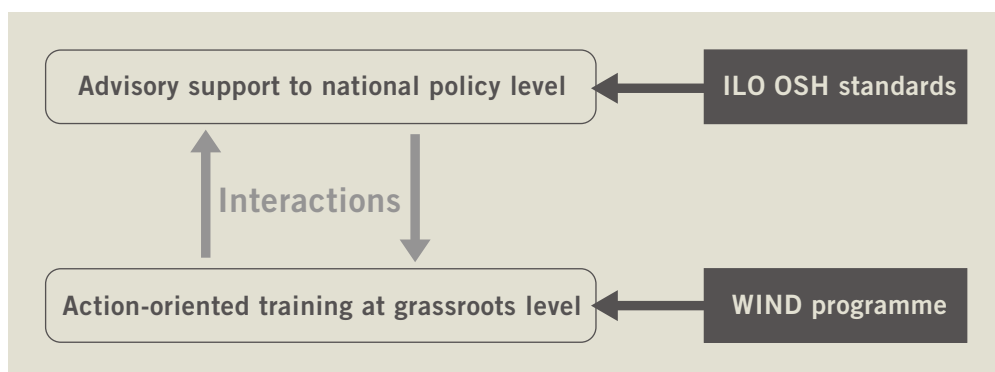 Advisory support to national policy level
ILO OSH standards
Interactions
Action-oriented training at grassroots level
WIND programme